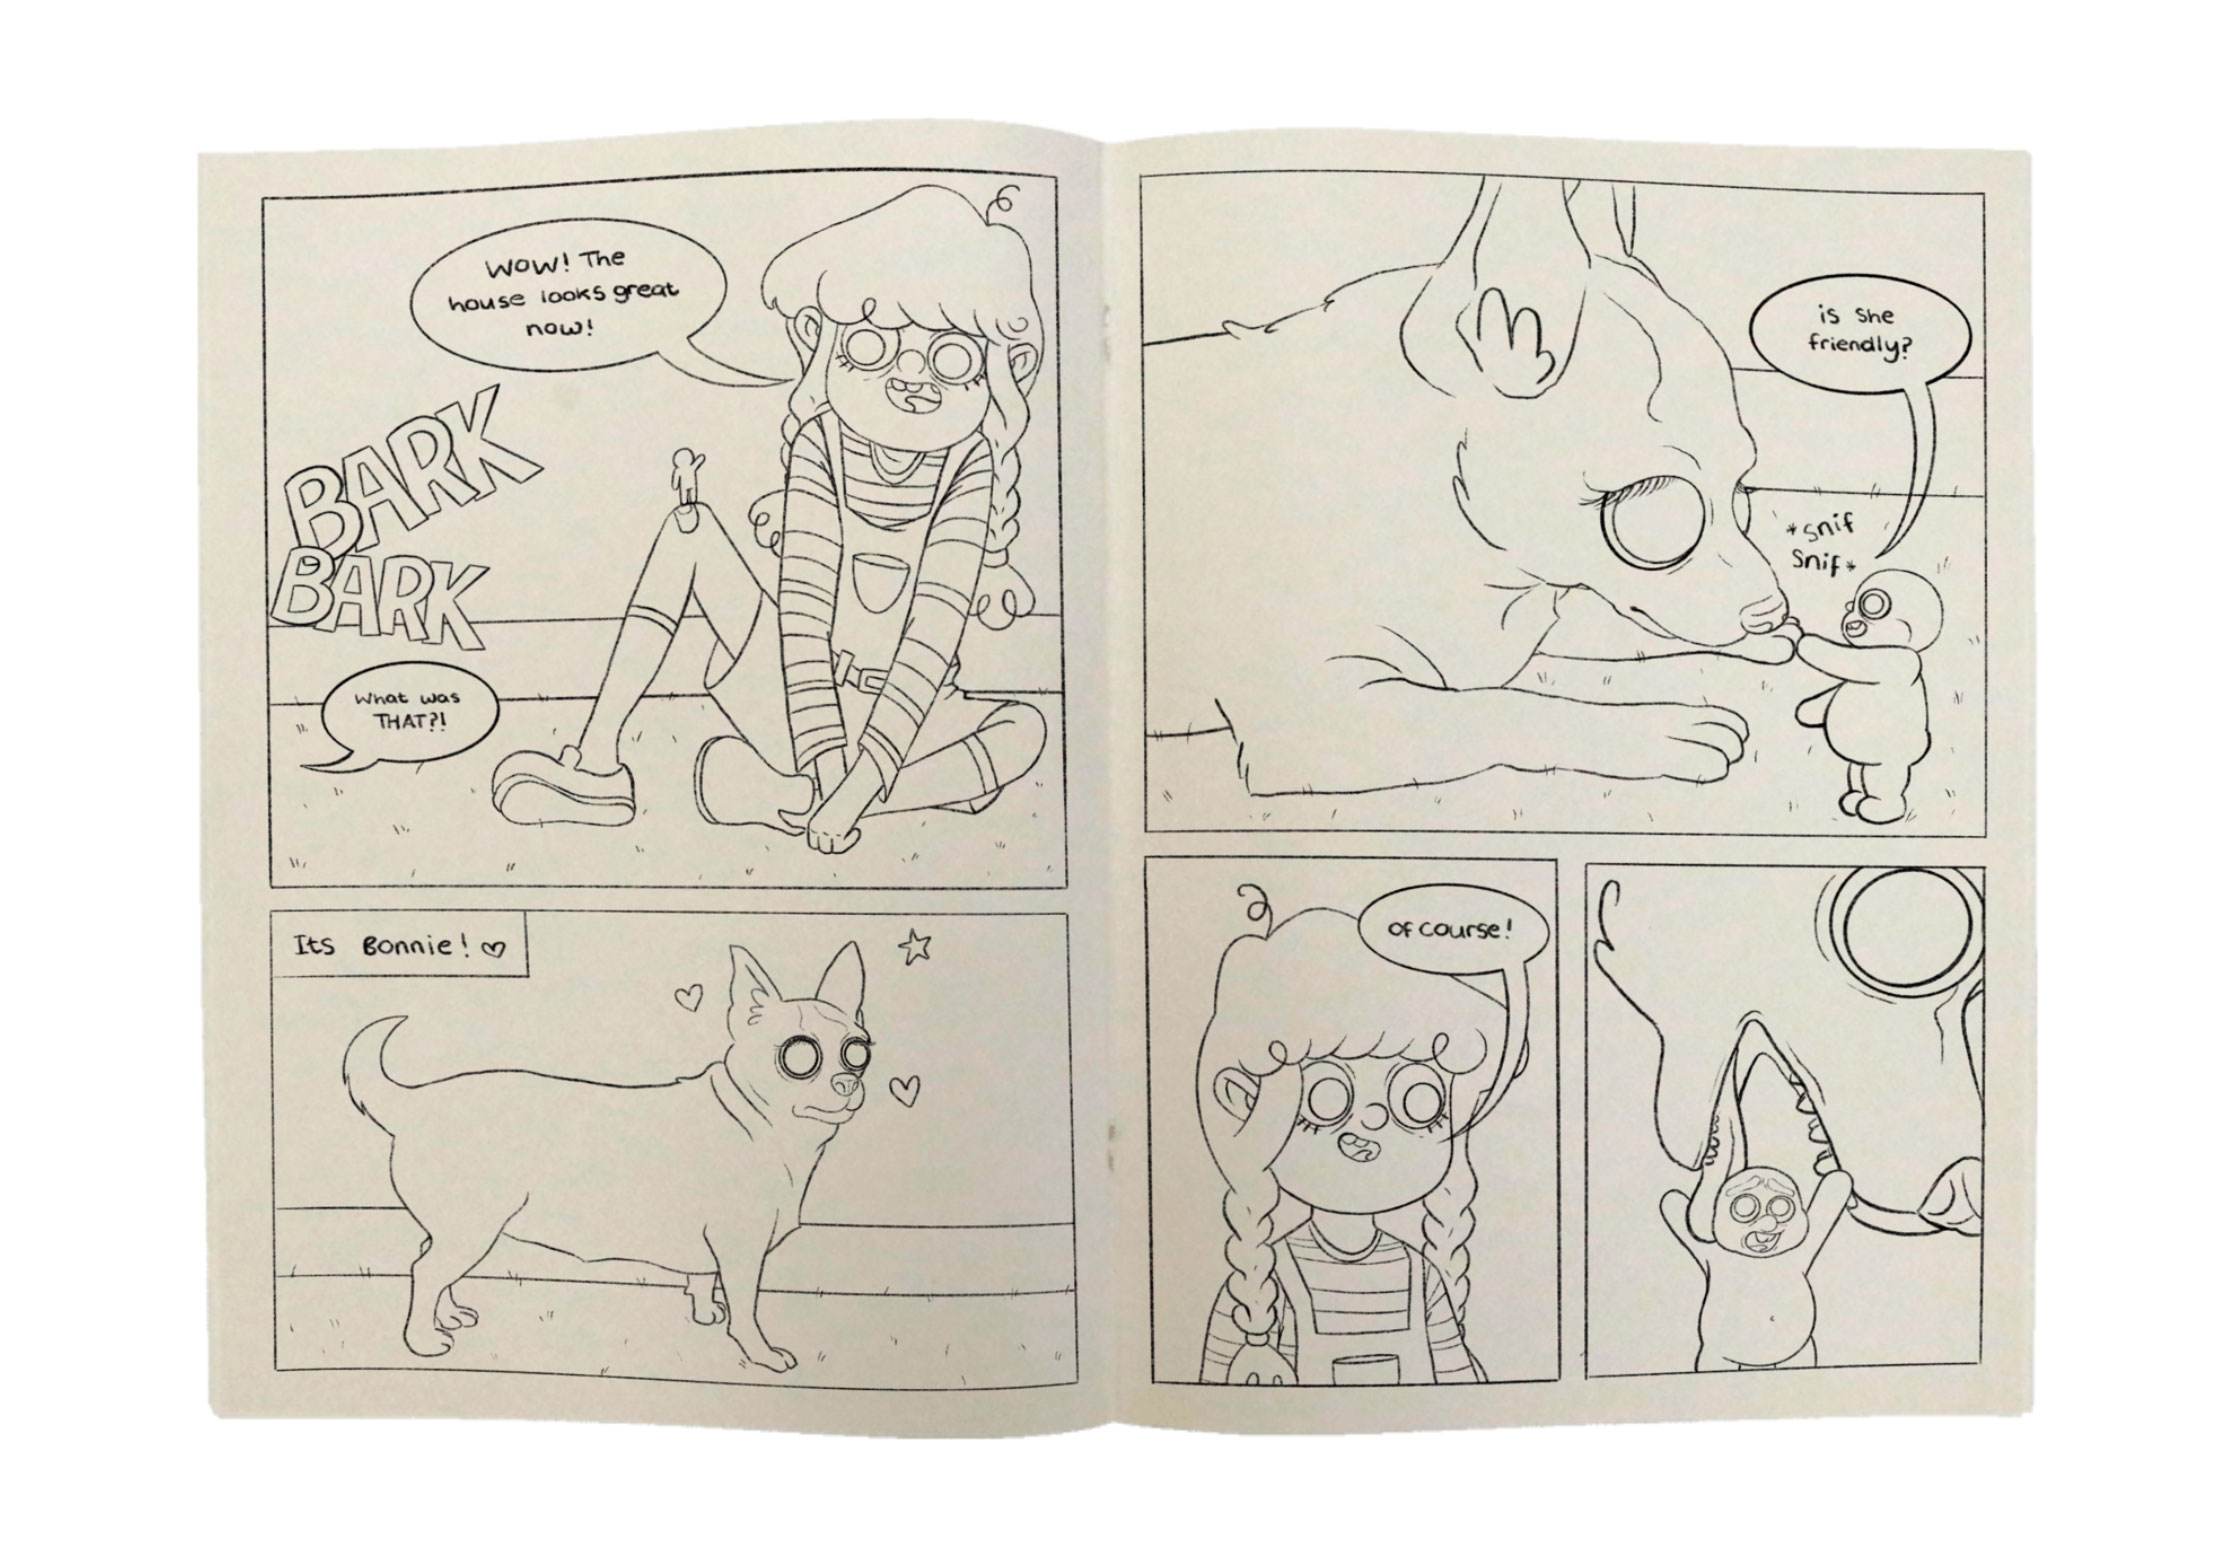 Wow! The
house looks great
now!
BARK
BARK
What was
THAT?!
Its Bonnie! ♡
is she
friendly?
*snif
Snif*
of course!